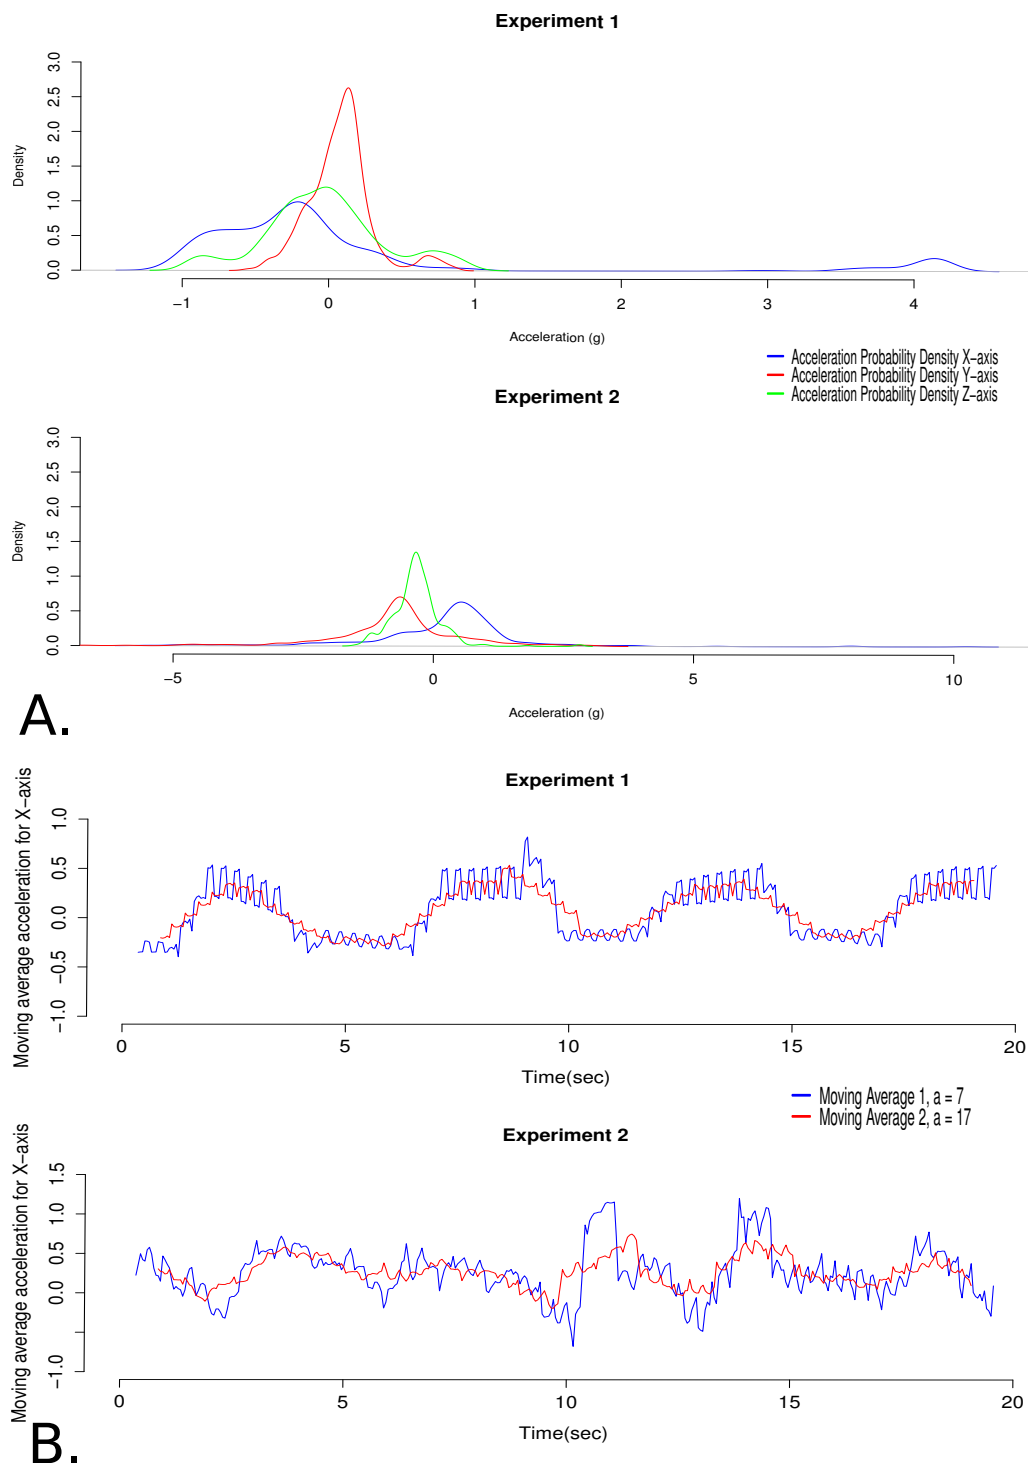 Experiment 1
Density
0.0 0.5 1.0 1.5 2.0 2.5 3.0
−1 0 1 2 3 4
Acceleration (g)
Acceleration Probability Density X−axis
Acceleration Probability Density Y−axis
Acceleration Probability Density Z−axis
Experiment 2
Density
0.0 0.5 1.0 1.5 2.0 2.5 3.0
−5 0 5 10
Acceleration (g)
A.
Experiment 1
Moving average acceleration for X−axis
−1.0 −0.5 0.0 0.5 1.0
0 5 10 15 20
Time(sec)
Moving Average 1, a = 7
Moving Average 2, a = 17
Experiment 2
Moving average acceleration for X−axis
−1.0 0.0 0.5 1.0 1.5
0 5 10 15 20
Time(sec)
B.